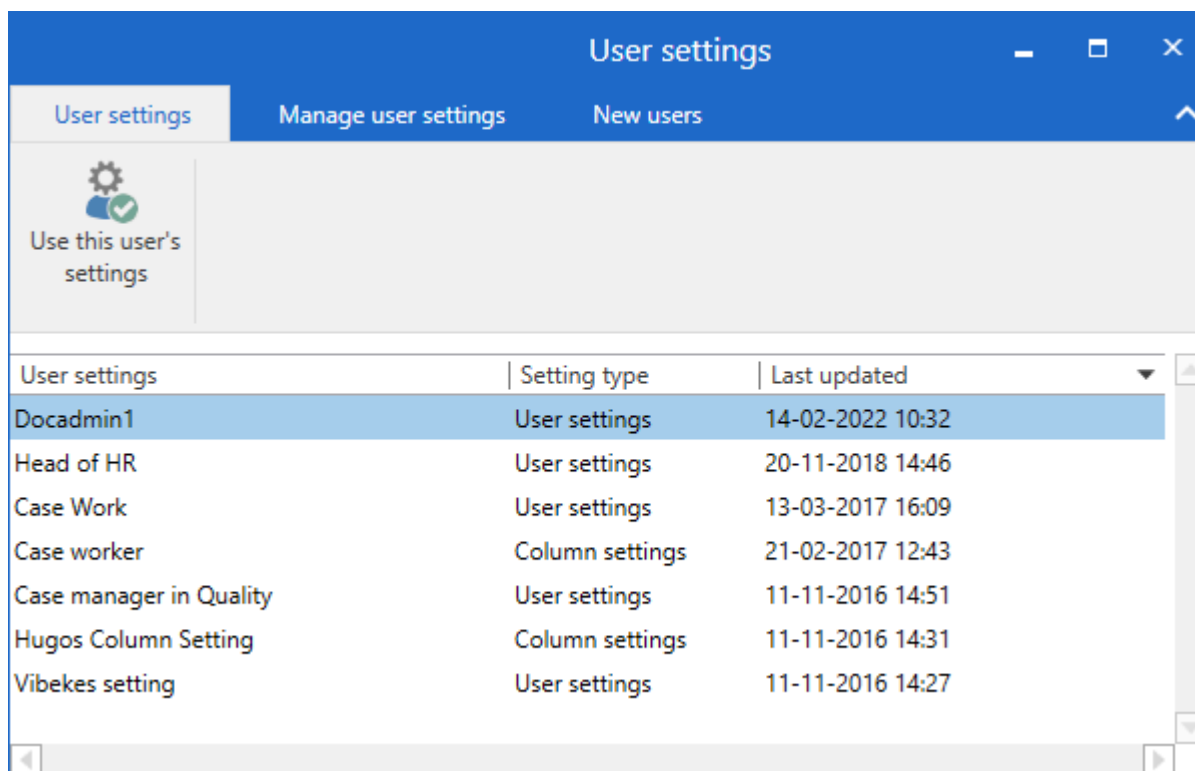 User settings
User settings Manage user settings New users
Use this user's
settings
User settings Setting type Last updated
Docadmin1 User settings 14-02-2022 10:32
Head of HR User settings 20-11-2018 14:46
Case Work User settings 13-03-2017 16:09
Case worker Column settings 21-02-2017 12:43
Case manager in Quality User settings 11-11-2016 14:51
Hugos Column Setting Column settings 11-11-2016 14:31
Vibekes setting User settings 11-11-2016 14:27